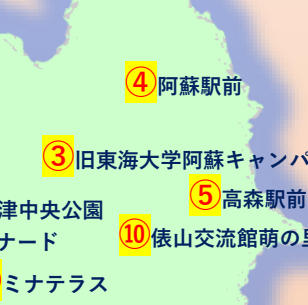 ④阿蘇駅前
③旧東海大学阿蘇キャンパ
⑤高森駅前
津中央公園
ナード
⑩俵山交流館萌の里
ミナテラス